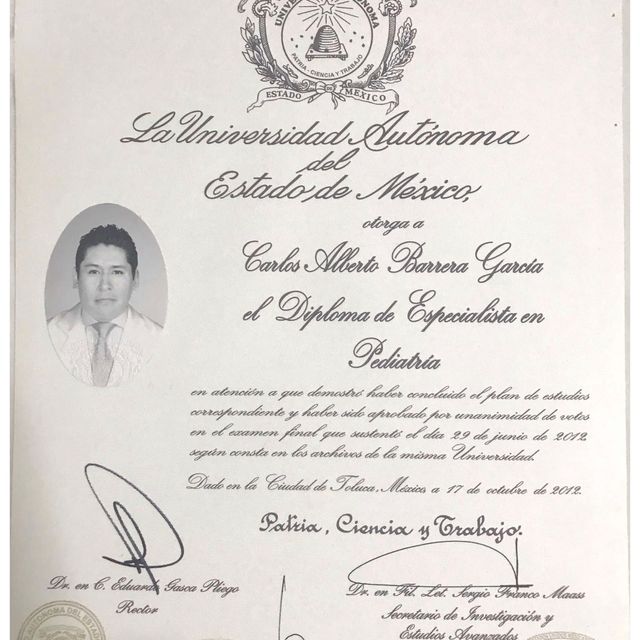 UNIVERSIDAD AUTÓNOMA
PATRIA - CIENCIA Y TRABAJO
ESTADO DE MÉXICO
La Universidad Autónoma
del
Estado de México,
otorga a
Carlos Alberto Barrera García
el Diploma de Especialista en
Pediatría
en atención a que demostró haber concluido el plan de estudios
correspondiente y haber sido aprobado por unanimidad de votos
en el examen final que sustentó el día 29 de junio de 2012
según consta en los archivos de la misma Universidad.
Dado en la Ciudad de Toluca, México, a 17 de octubre de 2012.
Patria, Ciencia y Trabajo.
Dr. en C. Eduardo Gasca Pliego
Rector
Dr. en Fil. Let. Sergio Franco Maass
Secretario de Investigación y
Estudios Avanzados
AUTONOMA DEL ESTADO